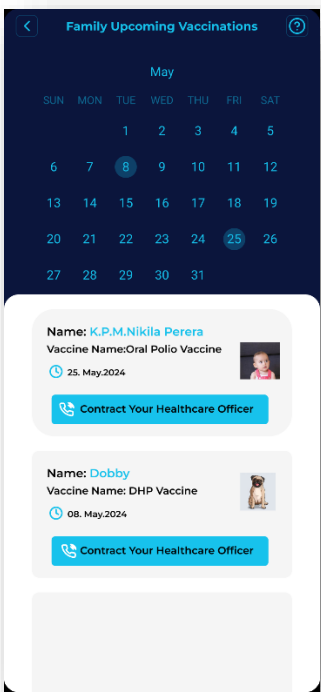 Family Upcoming Vaccinations
?
May
SUN MON TUE WED THU FRI SAT
1 2 3 4 5
6 7 8 9 10 11 12
13 14 15 16 17 18 19
20 21 22 23 24 25 26
27 28 29 30 31
Name: K.P.M.Nikila Perera
Vaccine Name:Oral Polio Vaccine
25. May.2024
Contract Your Healthcare Officer
Name: Dobby
Vaccine Name: DHP Vaccine
08. May.2024
Contract Your Healthcare Officer